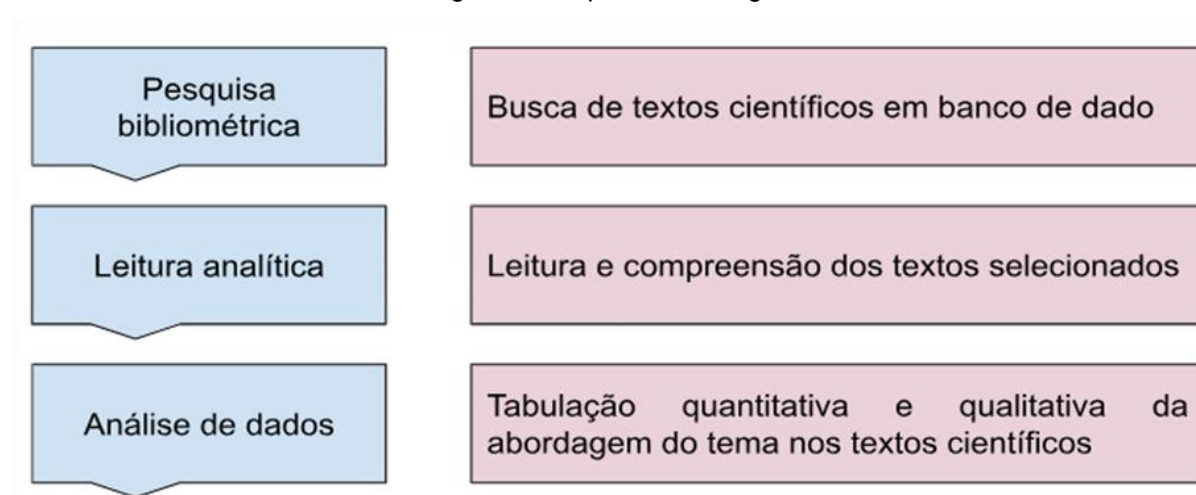 Pesquisa
bibliométrica
Busca de textos científicos em banco de dado
Leitura analítica
Leitura e compreensão dos textos selecionados
Análise de dados
Tabulação quantitativa e qualitativa da
abordagem do tema nos textos científicos